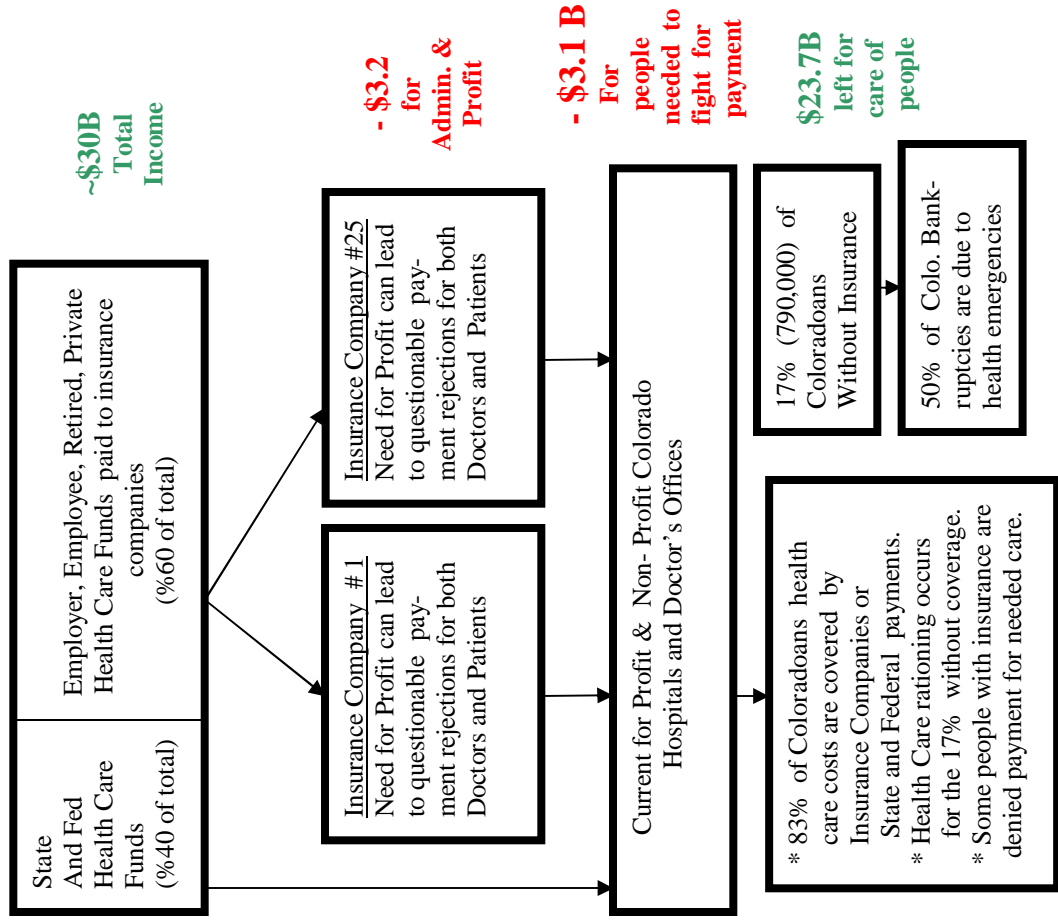 State
And Fed
Health Care
Funds
(%40 of total)
Employer, Employee, Retired, Private
Health Care Funds paid to insurance
companies
(%60 of total)
~$30B
Total
Income
Insurance Company # 1
Need for Profit can lead
to questionable pay-
ment rejections for both
Doctors and Patients
Insurance Company #25
Need for Profit can lead
to questionable pay-
ment rejections for both
Doctors and Patients
- $3.2
for
Admin. &
Profit
Current for Profit & Non- Profit Colorado
Hospitals and Doctor's Offices
- $3.1 B
For
people
needed to
fight for
payment
* 83% of Coloradoans health
care costs are covered by
Insurance Companies or
State and Federal payments.
* Health Care rationing occurs
for the 17% without coverage.
* Some people with insurance are
denied payment for needed care.
17% (790,000) of
Coloradoans
Without Insurance
50% of Colo. Bank-
ruptcies are due to
health emergencies
$23.7B
left for
care of
people